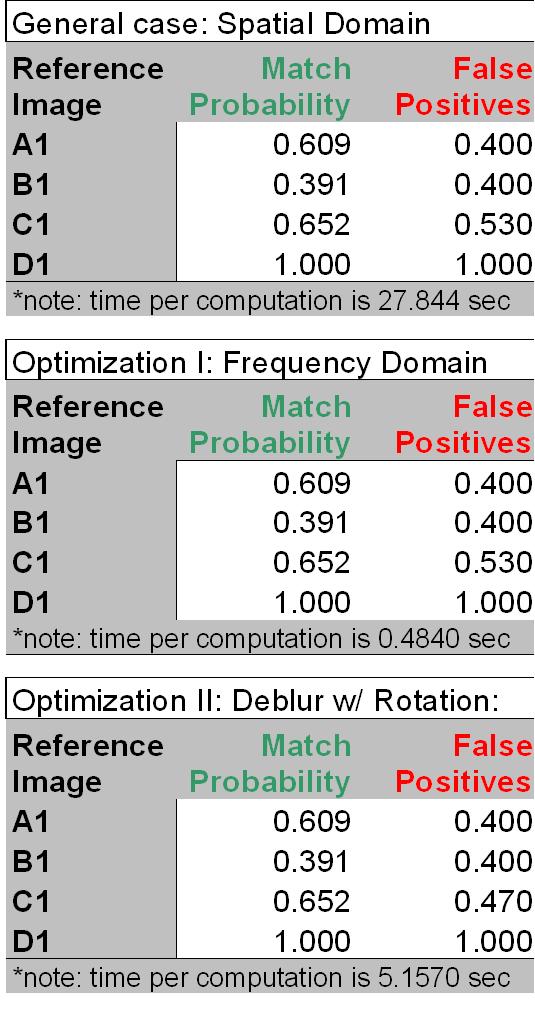 General case: Spatial Domain
Reference Match False
Image Probability Positives
A1 0.609 0.400
B1 0.391 0.400
C1 0.652 0.530
D1 1.000 1.000
*note: time per computation is 27.844 sec
Optimization I: Frequency Domain
Reference Match False
Image Probability Positives
A1 0.609 0.400
B1 0.391 0.400
C1 0.652 0.530
D1 1.000 1.000
*note: time per computation is 0.4840 sec
Optimization II: Deblur w/ Rotation:
Reference Match False
Image Probability Positives
A1 0.609 0.400
B1 0.391 0.400
C1 0.652 0.470
D1 1.000 1.000
*note: time per computation is 5.1570 sec